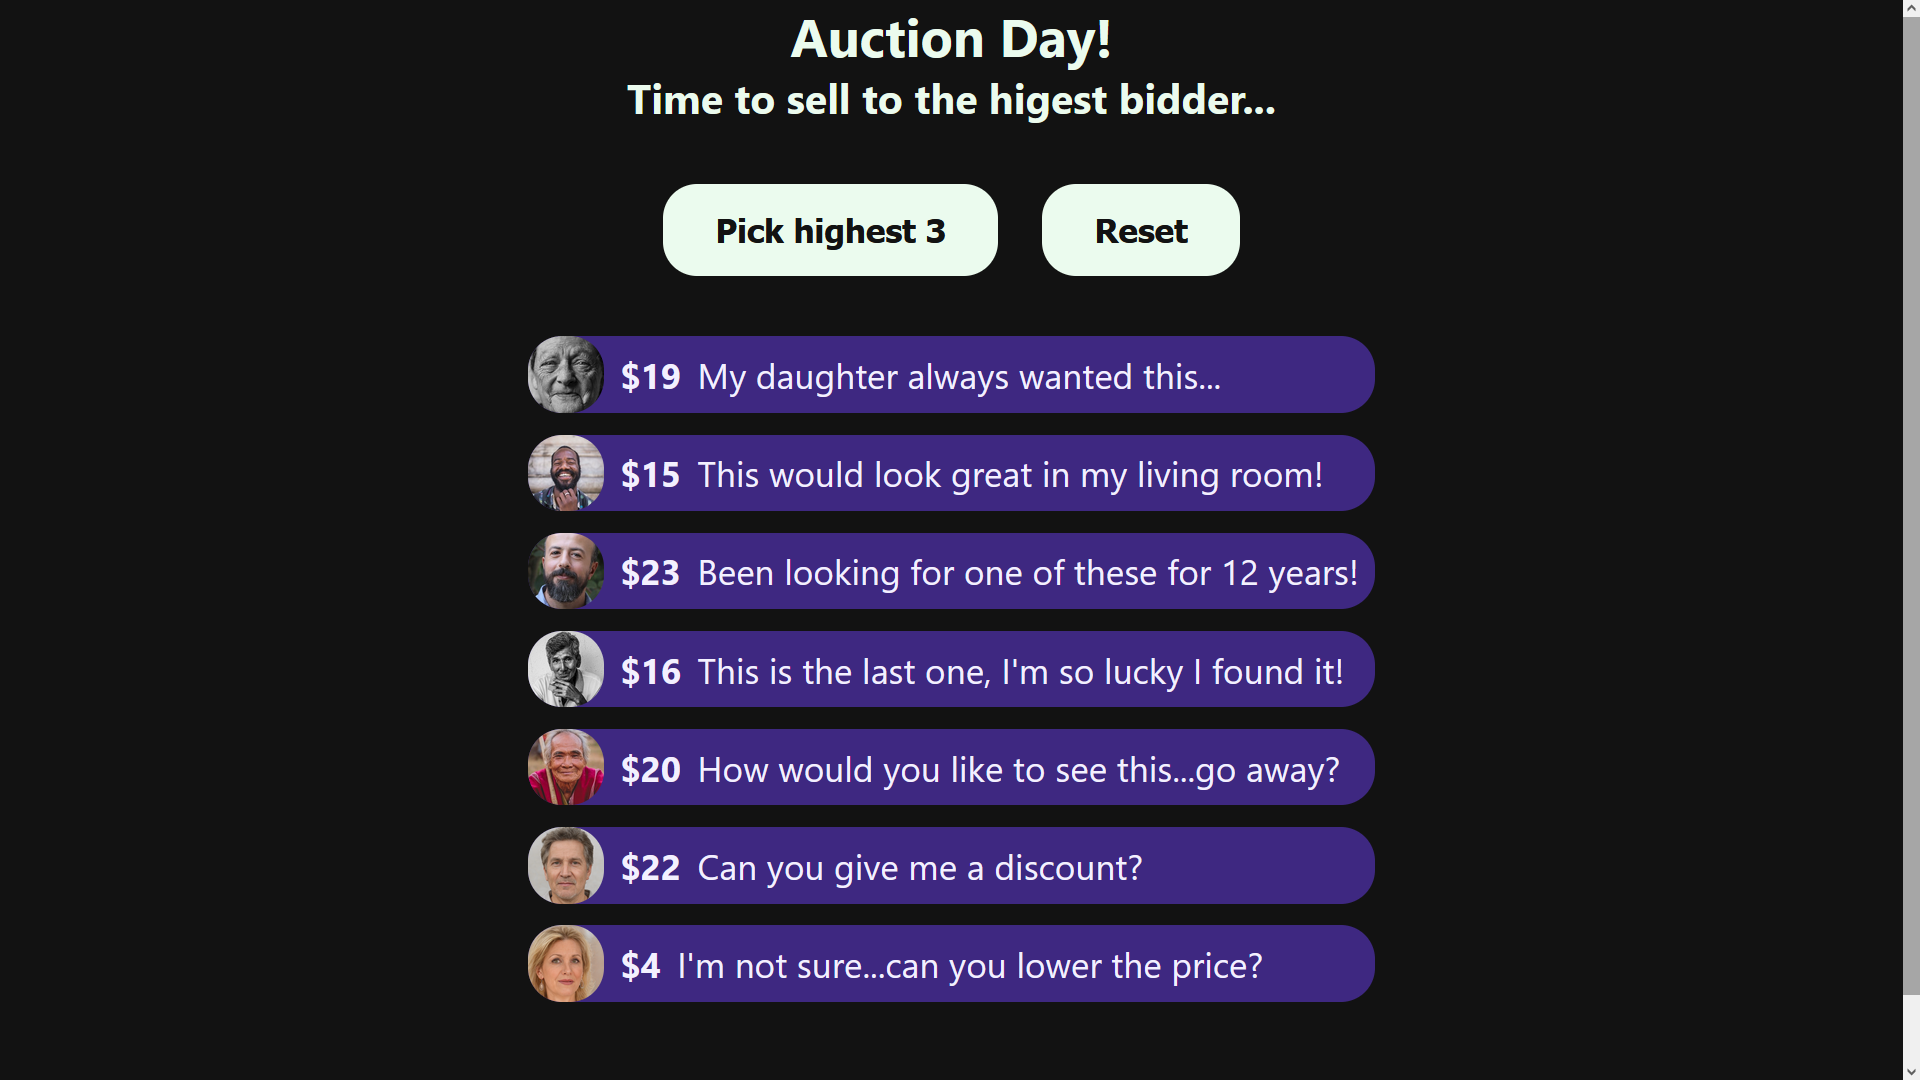 Auction Day!
Time to sell to the higest bidder...
Pick highest 3
Reset
$19 My daughter always wanted this...
$15 This would look great in my living room!
$23 Been looking for one of these for 12 years!
$16 This is the last one, I'm so lucky I found it!
$20 How would you like to see this...go away?
$22 Can you give me a discount?
$4 I'm not sure...can you lower the price?